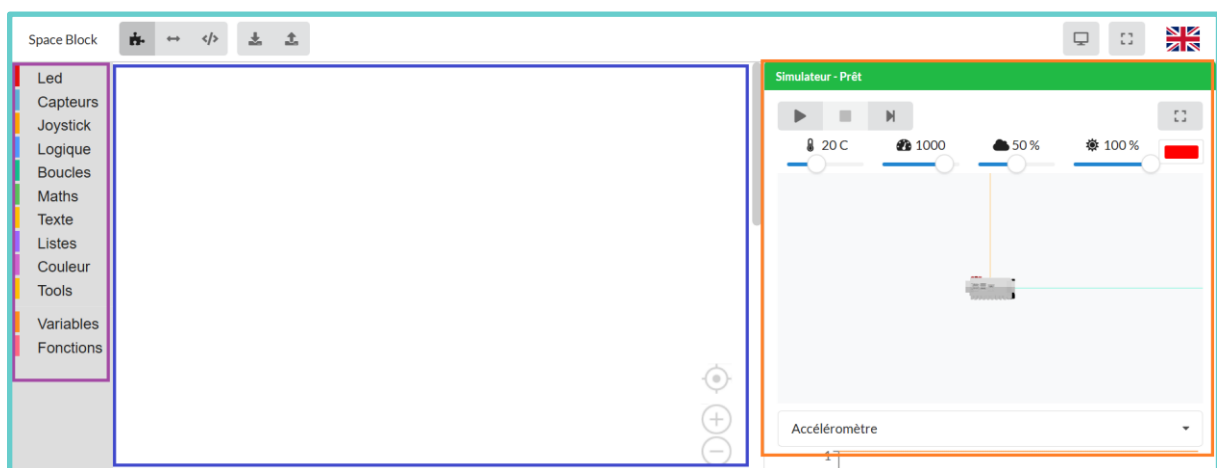 Space Block
</>
Led
Capteurs
Joystick
Logique
Boucles
Maths
Texte
Listes
Couleur
Tools
Variables
Fonctions
Simulateur - Prêt
20 C 1000 50 % 100 %
Accéléromètre
1